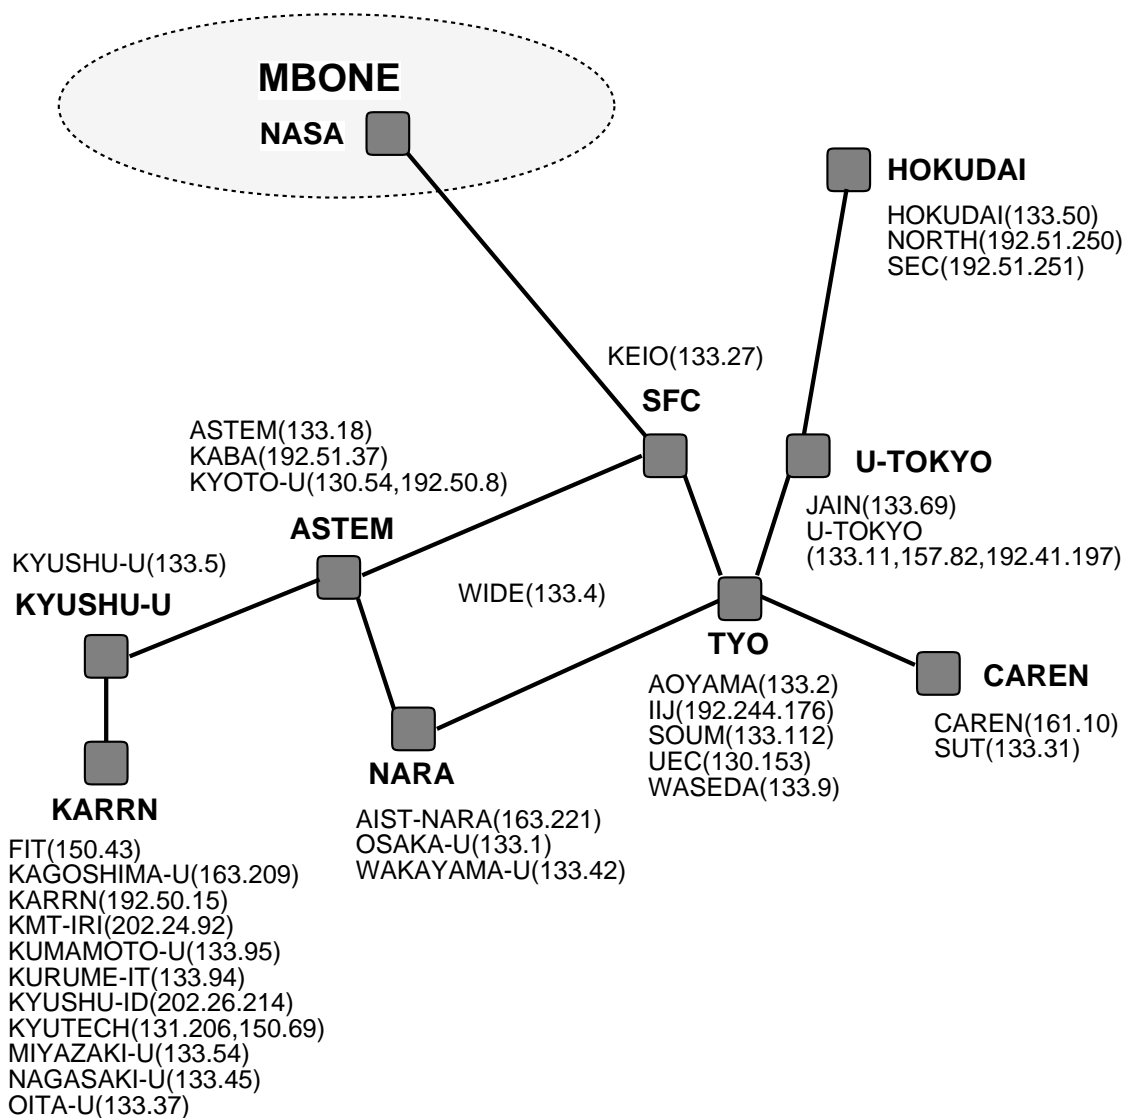 MBONE
NASA
HOKUDAI
HOKUDAI(133.50)
NORTH(192.51.250)
SEC(192.51.251)
KEIO(133.27)
SFC
ASTEM(133.18)
KABA(192.51.37)
KYOTO-U(130.54,192.50.8)
ASTEM
U-TOKYO
JAIN(133.69)
U-TOKYO
(133.11,157.82,192.41.197)
KYUSHU-U(133.5)
KYUSHU-U
WIDE(133.4)
TYO
AOYAMA(133.2)
IIJ(192.244.176)
SOUM(133.112)
UEC(130.153)
WASEDA(133.9)
CAREN
CAREN(161.10)
SUT(133.31)
NARA
AIST-NARA(163.221)
OSAKA-U(133.1)
WAKAYAMA-U(133.42)
KARRN
FIT(150.43)
KAGOSHIMA-U(163.209)
KARRN(192.50.15)
KMT-IRI(202.24.92)
KUMAMOTO-U(133.95)
KURUME-IT(133.94)
KYUSHU-ID(202.26.214)
KYUTECH(131.206,150.69)
MIYAZAKI-U(133.54)
NAGASAKI-U(133.45)
OITA-U(133.37)